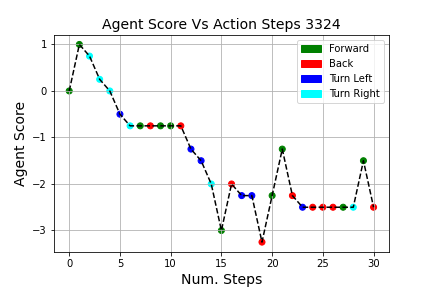 Agent Score Vs Action Steps 3324
Forward
Back
Turn Left
Turn Right
1
0
−1
−2
−3
Agent Score
0 5 10 15 20 25 30
Num. Steps